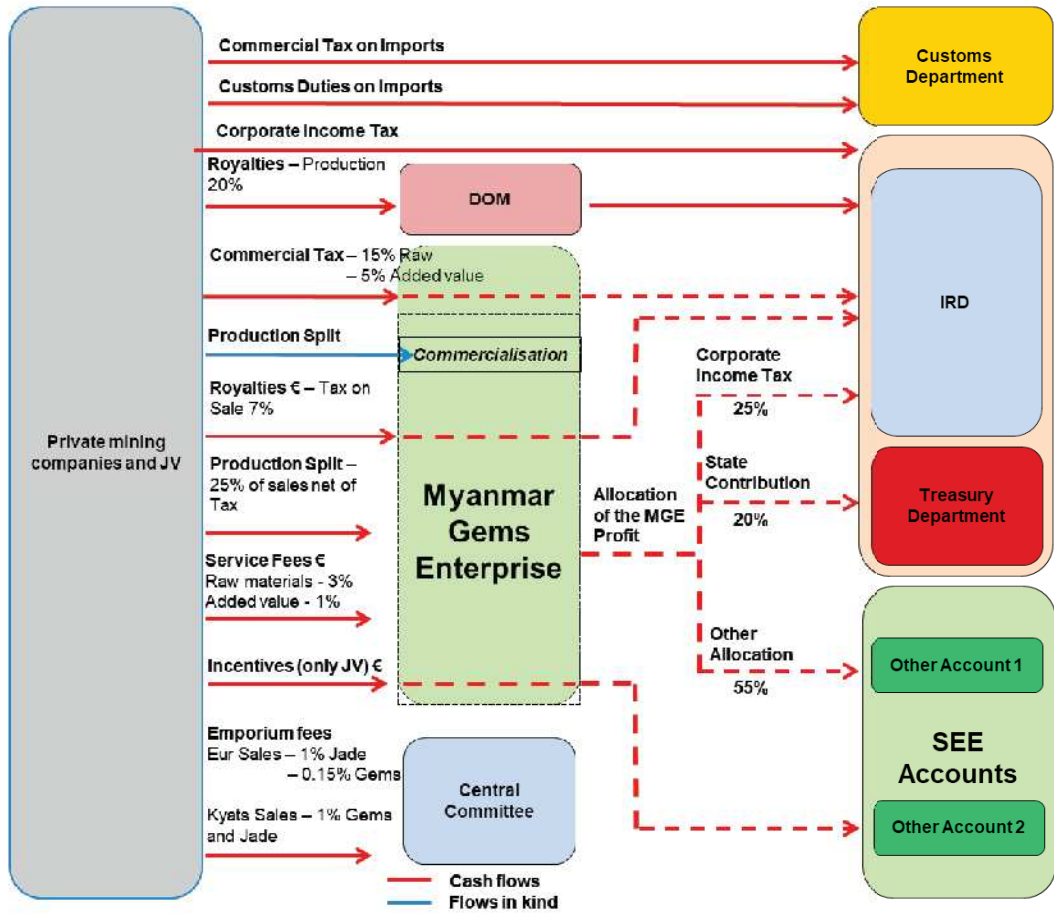 Commercial Tax on Imports
Customs Duties on Imports
Customs
Department
Corporate Income Tax
Royalties – Production
20%
DOM
Commercial Tax – 15% Raw
– 5% Added value
IRD
Production Split
Commercialisation
Royalties € – Tax on
Sale 7%
Corporate
Income Tax
25%
Private mining
companies and JV
Production Split –
25% of sales net of
Tax
Myanmar
Gems
Enterprise
Allocation
of the MGE
Profit
State
Contribution
20%
Treasury
Department
Service Fees €
Raw materials - 3%
Added value - 1%
Other
Allocation
55%
Other Account 1
Incentives (only JV) €
SEE
Accounts
Other Account 2
Emporium fees
Eur Sales – 1% Jade
– 0.15% Gems
Kyats Sales – 1% Gems
and Jade
Central
Committee
Cash flows
Flows in kind